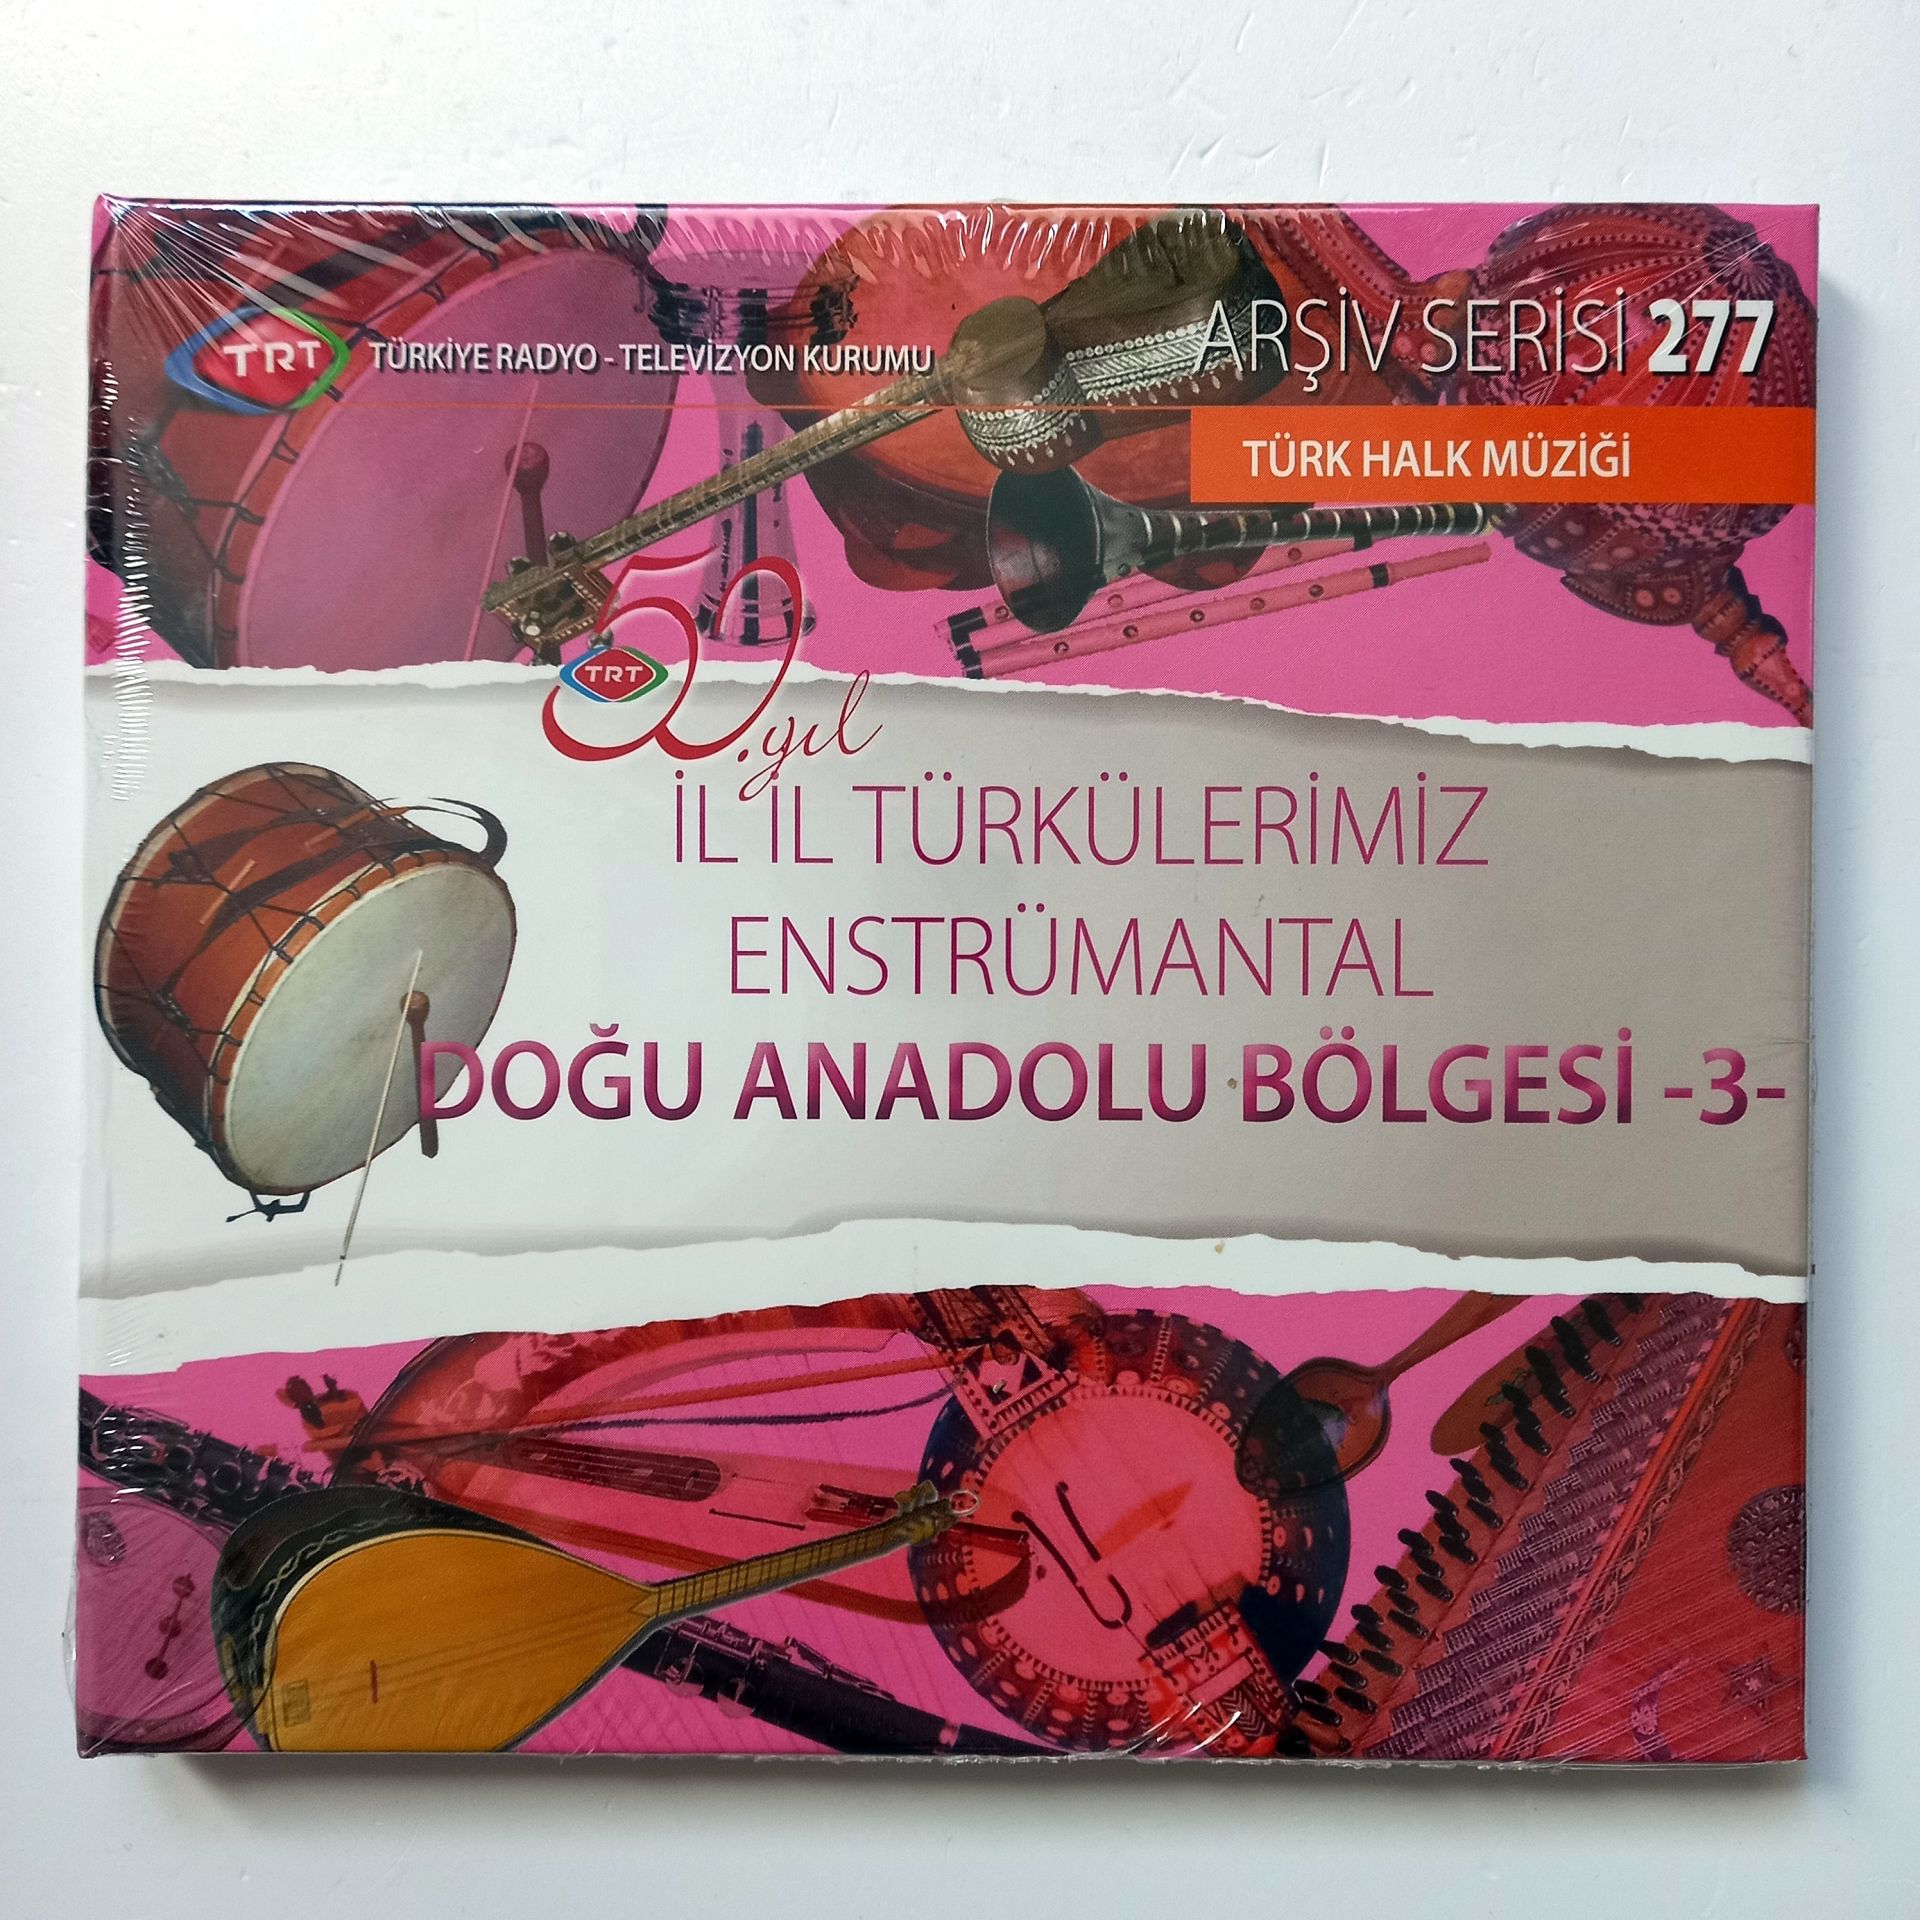 TRT TÜRKİYE RADYO - TELEVİZYON KURUMU
ARŞİV SERİSİ 277
TÜRK HALK MÜZİĞİ
50.yıl
TRT
İL İL TÜRKÜLERİMİZ
ENSTRÜMANTAL
DOĞU ANADOLU BÖLGESİ -3-